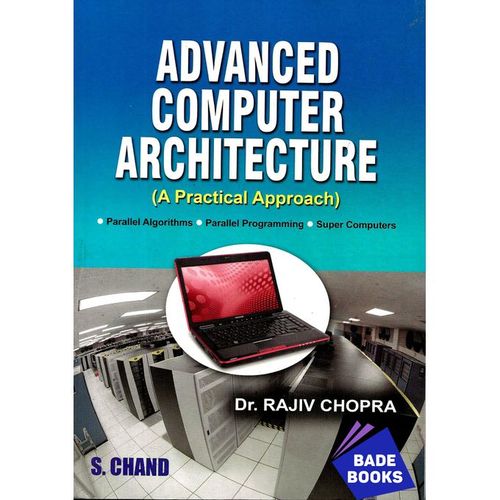 ADVANCED
COMPUTER
ARCHITECTURE
(A Practical Approach)
• Parallel Algorithms • Parallel Programming • Super Computers
Dr. RAJIV CHOPRA
S. CHAND
BADE
BOOKS